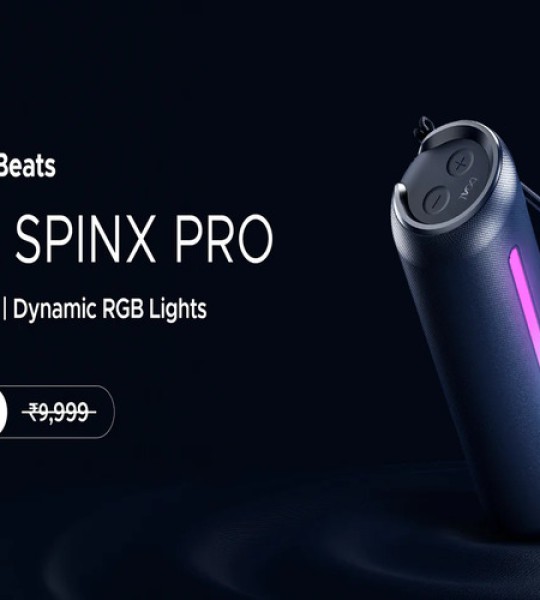 Beats
SPINX PRO
| Dynamic RGB Lights
₹9,999
+
−